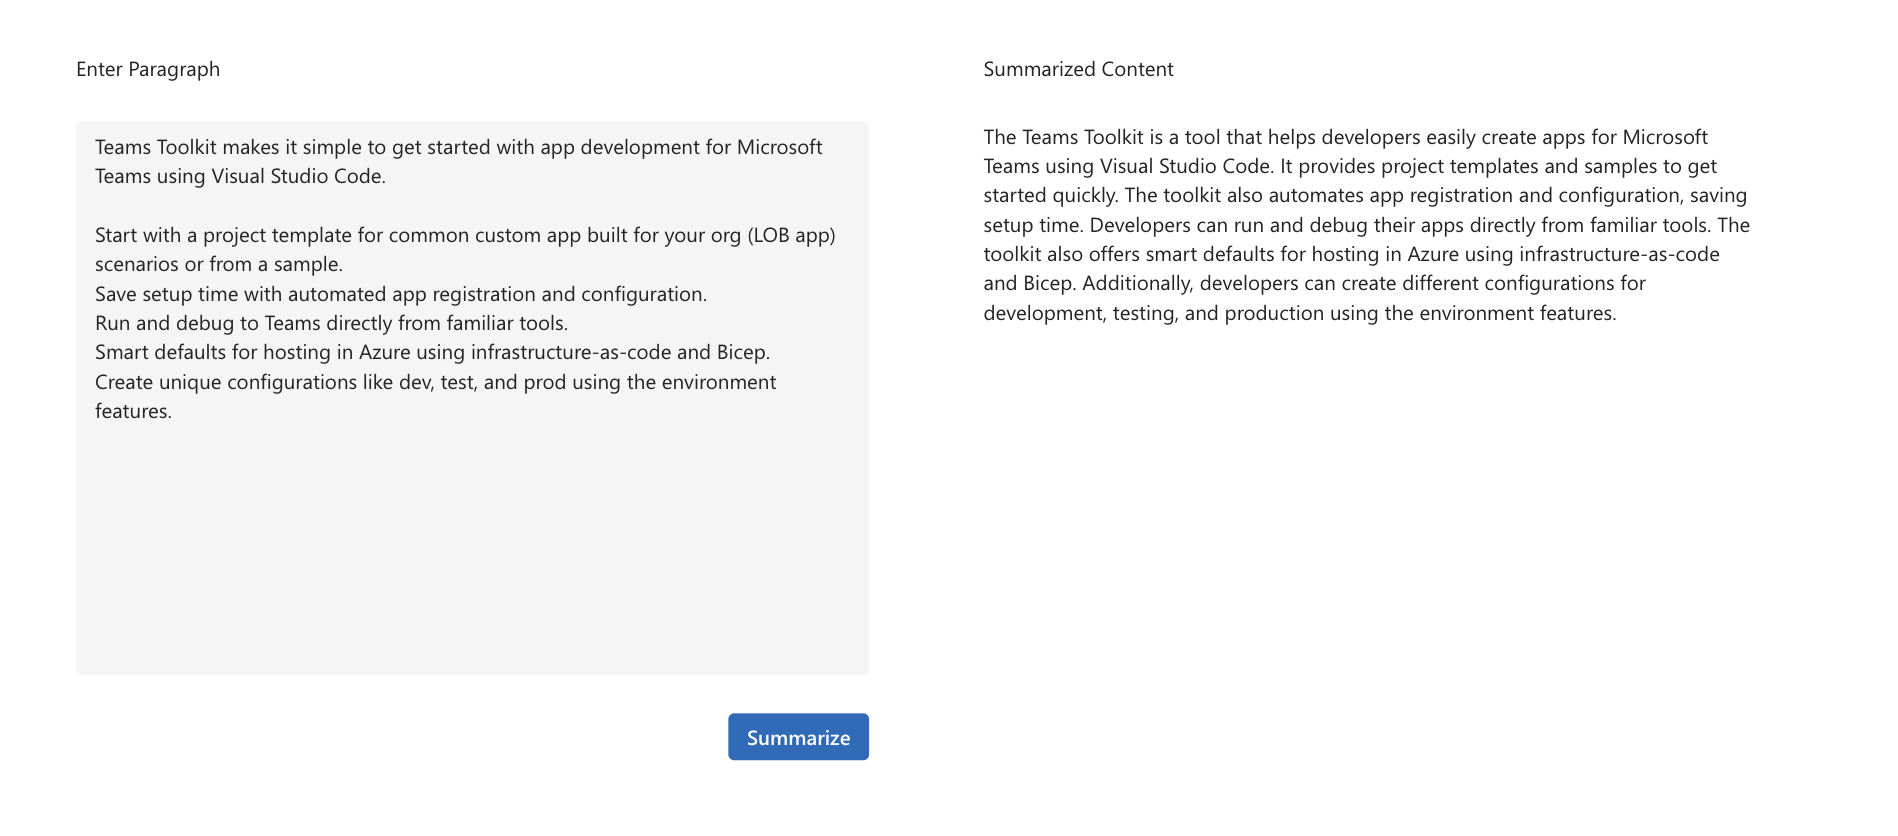 Enter Paragraph
Teams Toolkit makes it simple to get started with app development for Microsoft
Teams using Visual Studio Code.
Start with a project template for common custom app built for your org (LOB app)
scenarios or from a sample.
Save setup time with automated app registration and configuration.
Run and debug to Teams directly from familiar tools.
Smart defaults for hosting in Azure using infrastructure-as-code and Bicep.
Create unique configurations like dev, test, and prod using the environment
features.
Summarize
Summarized Content
The Teams Toolkit is a tool that helps developers easily create apps for Microsoft
Teams using Visual Studio Code. It provides project templates and samples to get
started quickly. The toolkit also automates app registration and configuration, saving
setup time. Developers can run and debug their apps directly from familiar tools. The
toolkit also offers smart defaults for hosting in Azure using infrastructure-as-code
and Bicep. Additionally, developers can create different configurations for
development, testing, and production using the environment features.